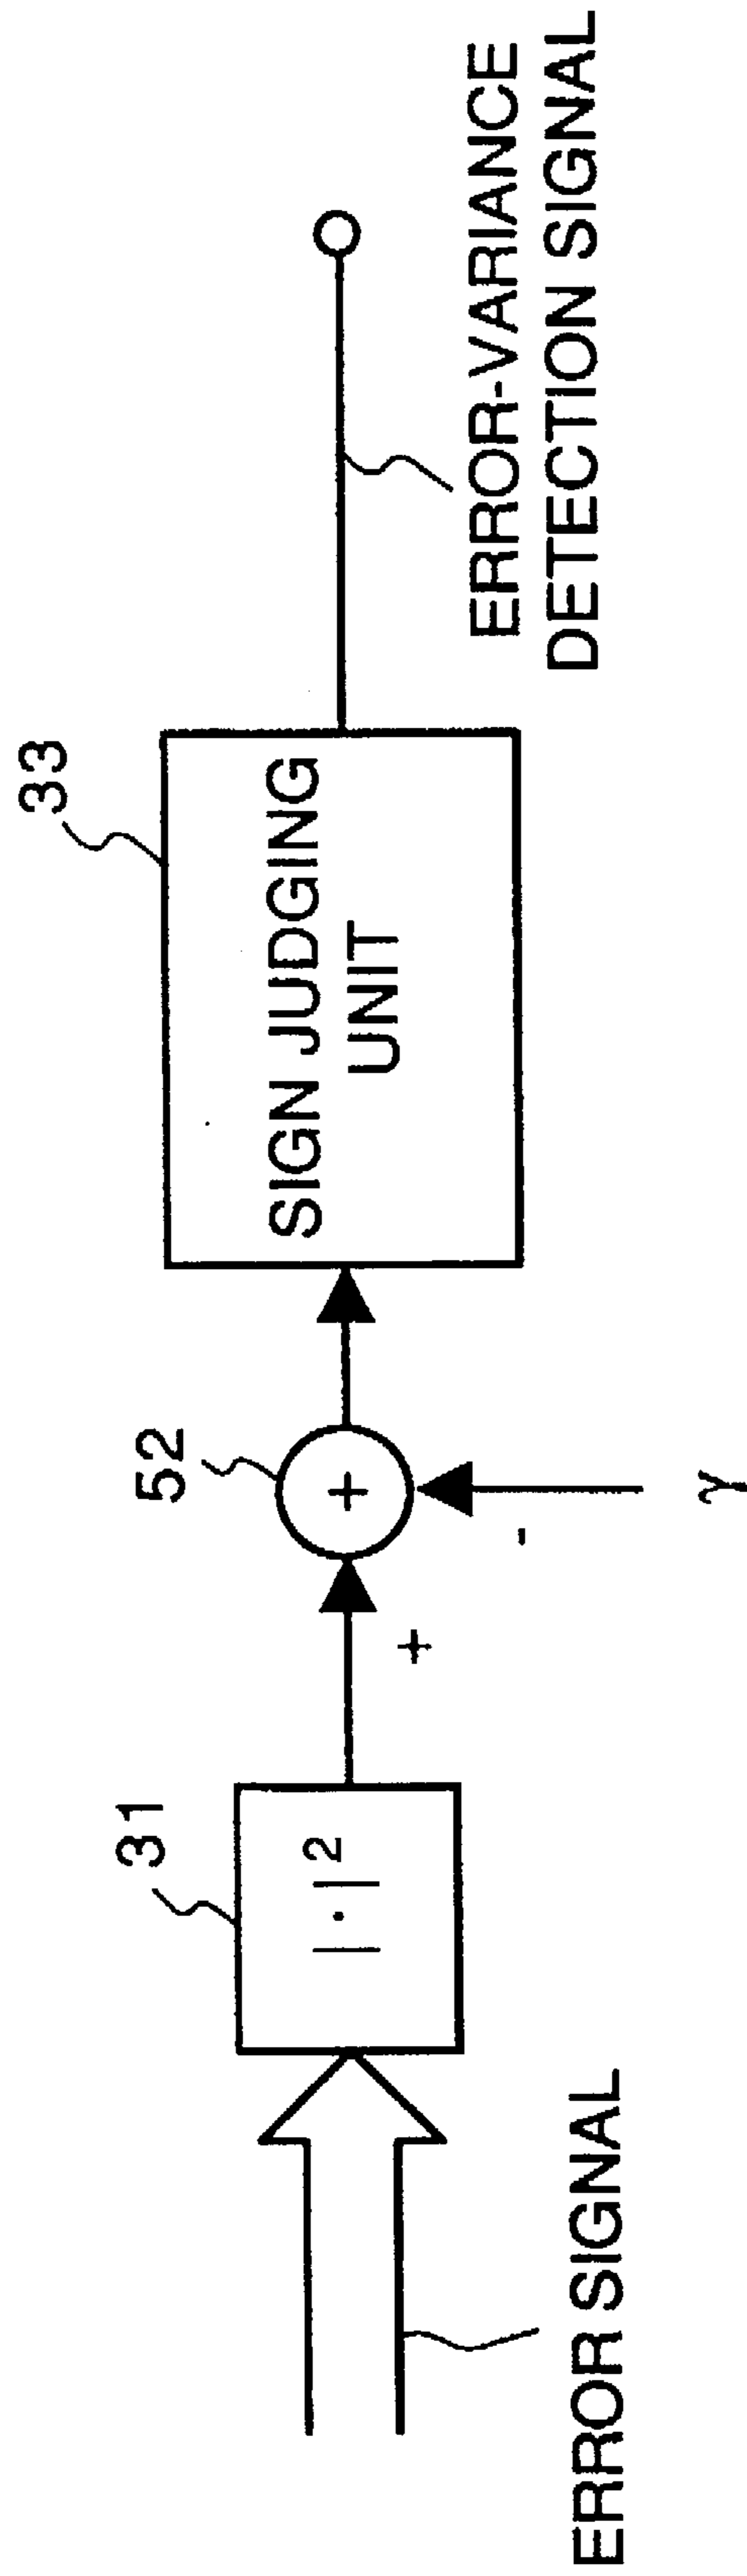 ERROR SIGNAL
31
|·|²
+
52
+
-
γ
33
SIGN JUDGING
UNIT
ERROR-VARIANCE
DETECTION SIGNAL